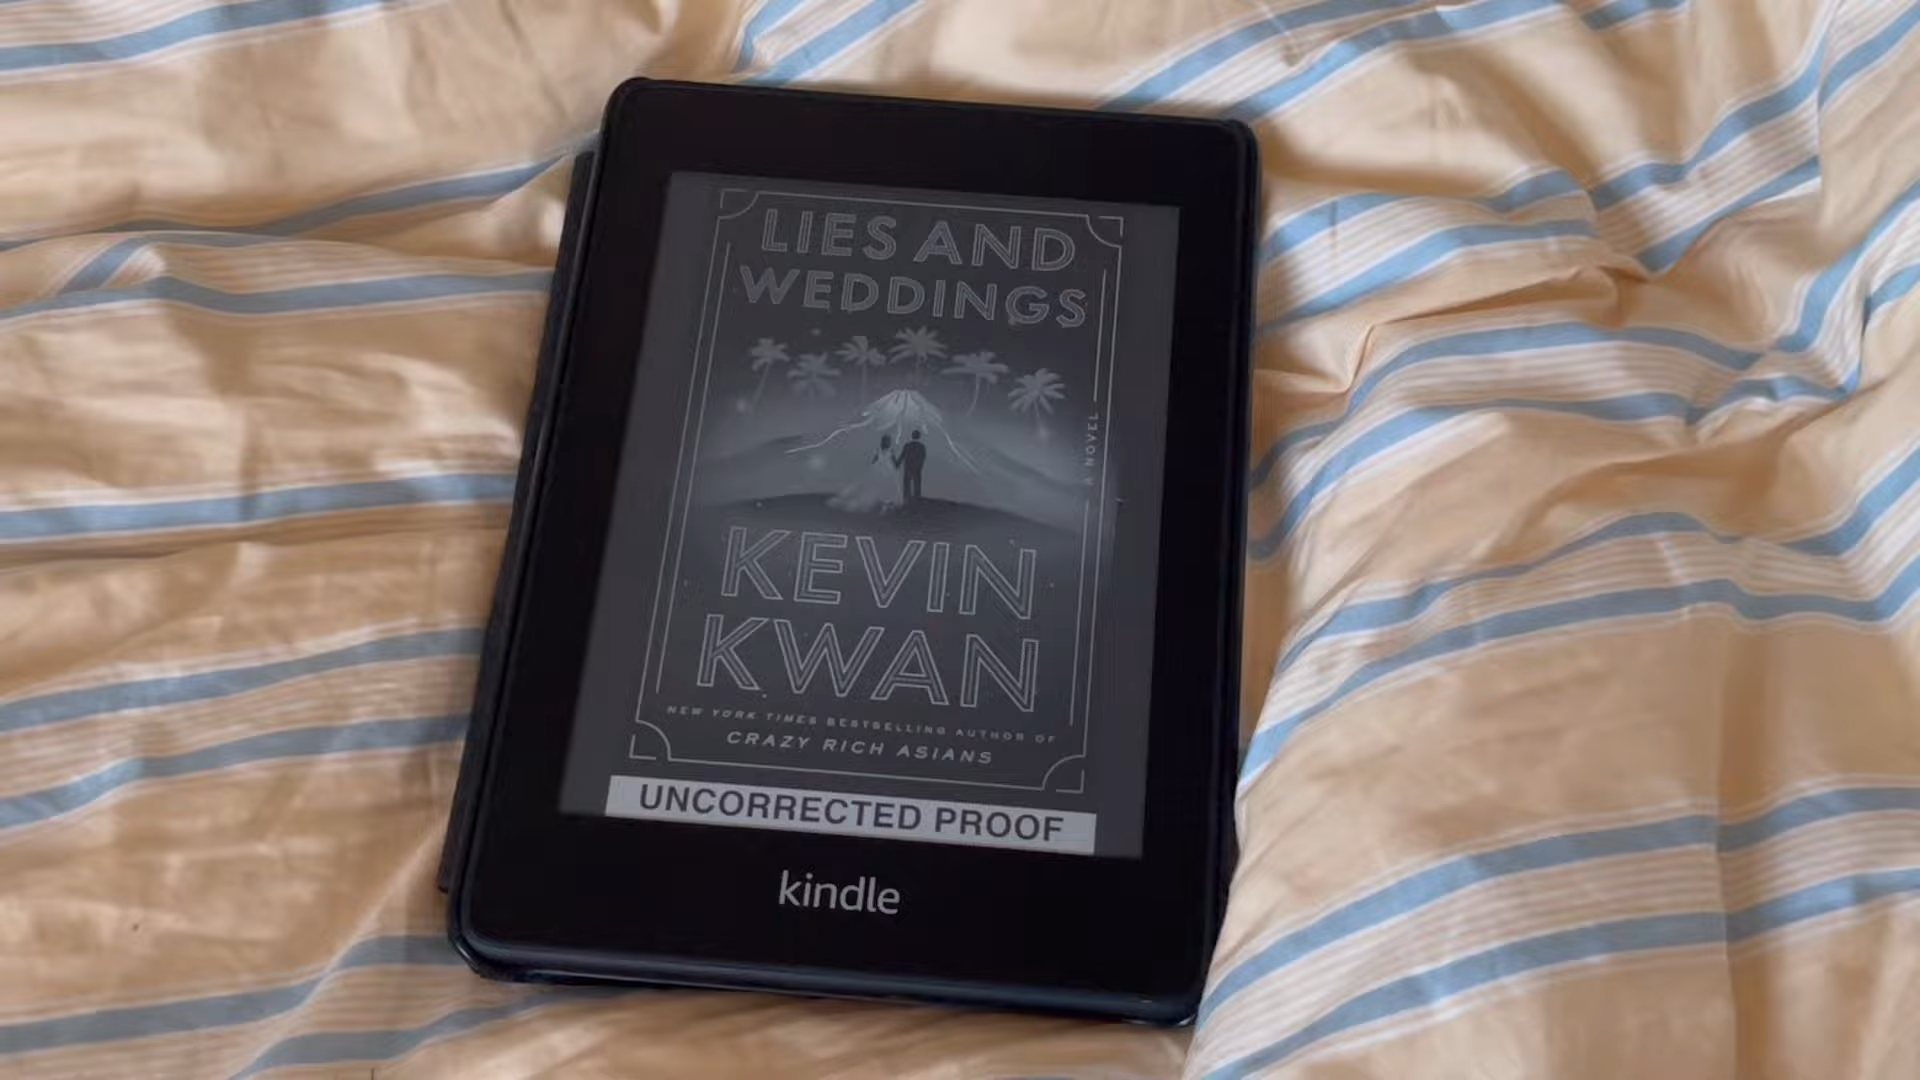 LIES AND
WEDDINGS
A NOVEL
KEVIN
KWAN
NEW YORK TIMES BESTSELLING AUTHOR OF
CRAZY RICH ASIANS
UNCORRECTED PROOF
kindle